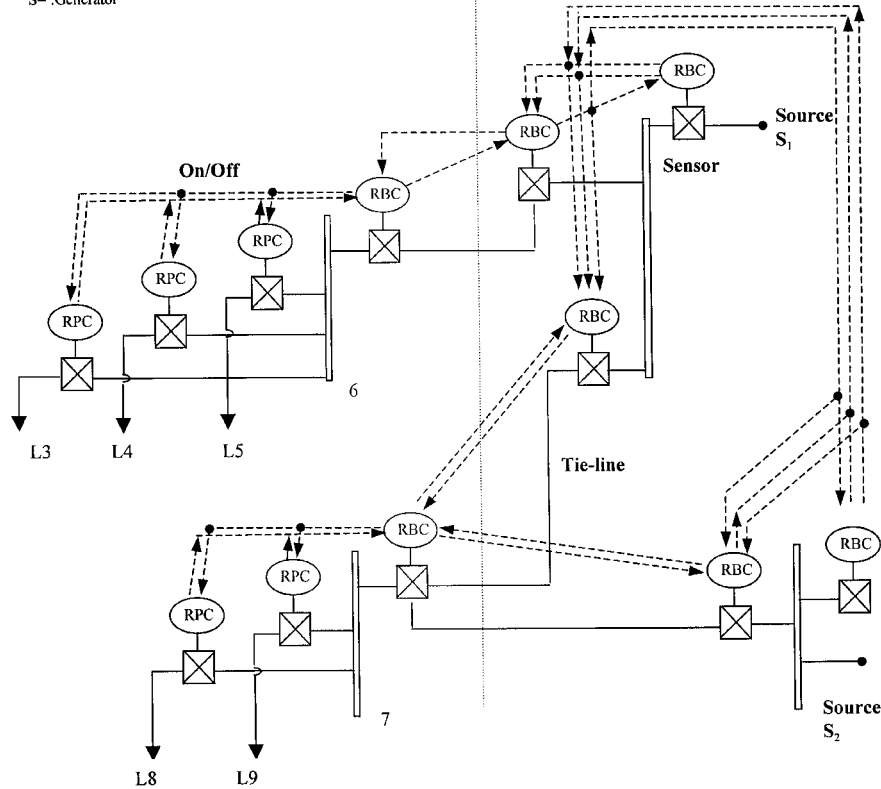 S= :Generator
RBC
Source
S1
RBC
Sensor
On/Off
RBC
RPC
RPC
RPC
RBC
6
L3
L4
L5
Tie-line
RBC
RBC
RBC
RPC
RPC
7
Source
S2
L8
L9